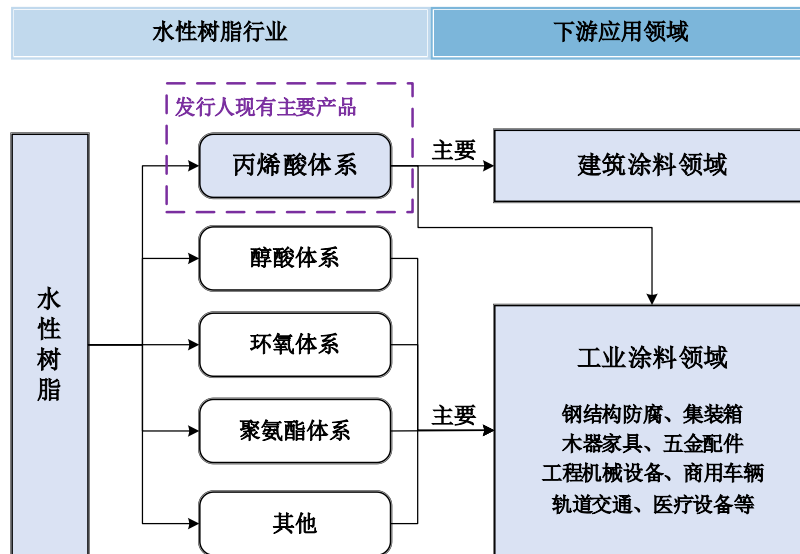 水性树脂行业
下游应用领域
发行人现有主要产品
丙烯酸体系
主要
建筑涂料领域
醇酸体系
水性树脂
环氧体系
工业涂料领域
聚氨酯体系
主要
钢结构防腐、集装箱
木器家具、五金配件
工程机械设备、商用车辆
轨道交通、医疗设备等
其他